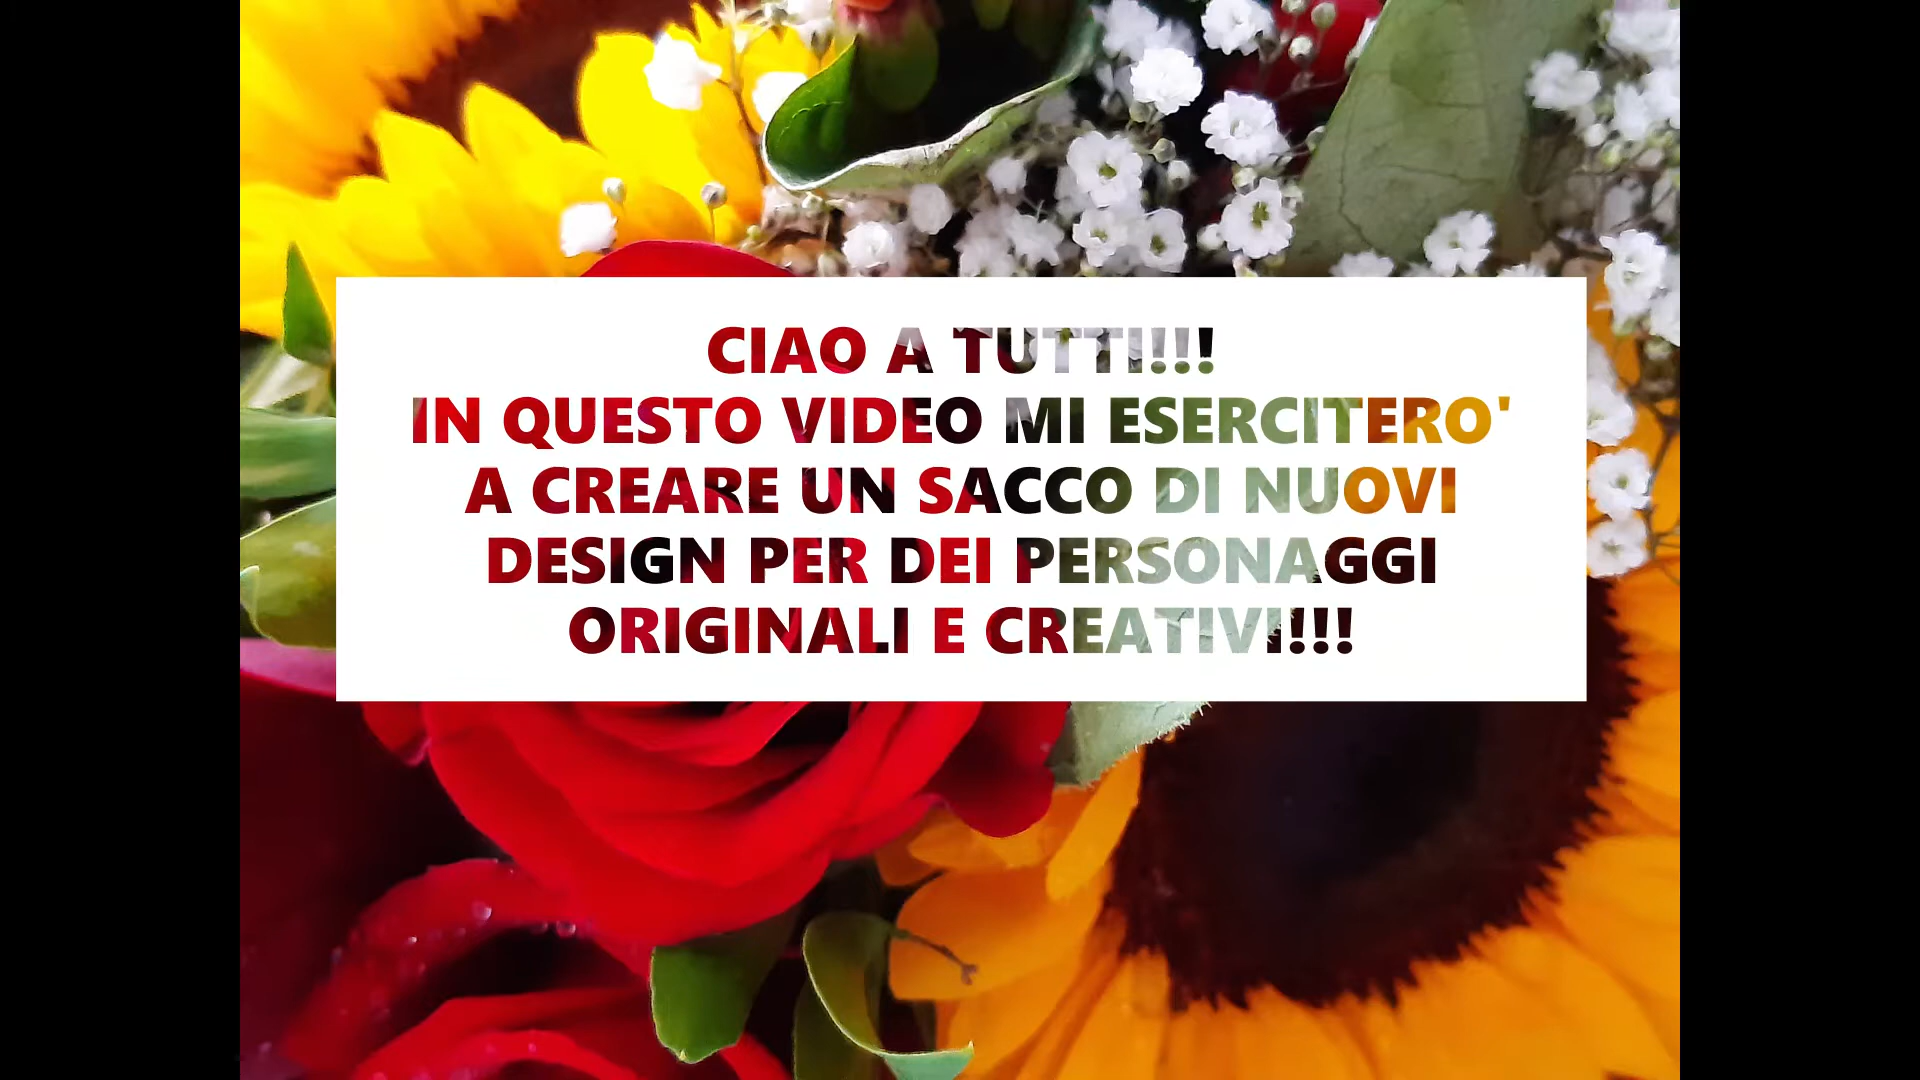 CIAO A TUTTI!!!
IN QUESTO VIDEO MI ESERCITERO'
A CREARE UN SACCO DI NUOVI
DESIGN PER DEI PERSONAGGI
ORIGINALI E CREATIVI!!!!